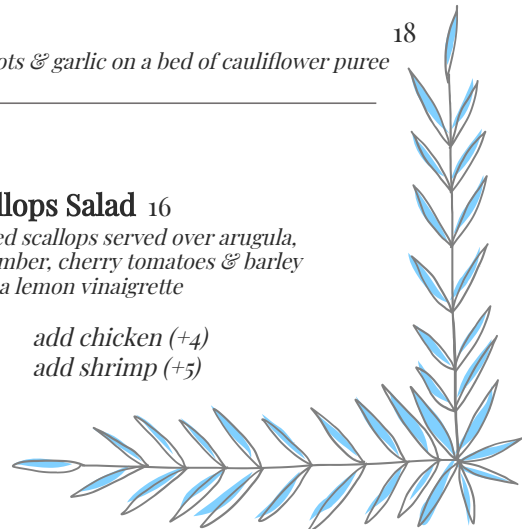 18
ots & garlic on a bed of cauliflower puree
llops Salad 16
ed scallops served over arugula,
mber, cherry tomatoes & barley
a lemon vinaigrette
add chicken (+4)
add shrimp (+5)